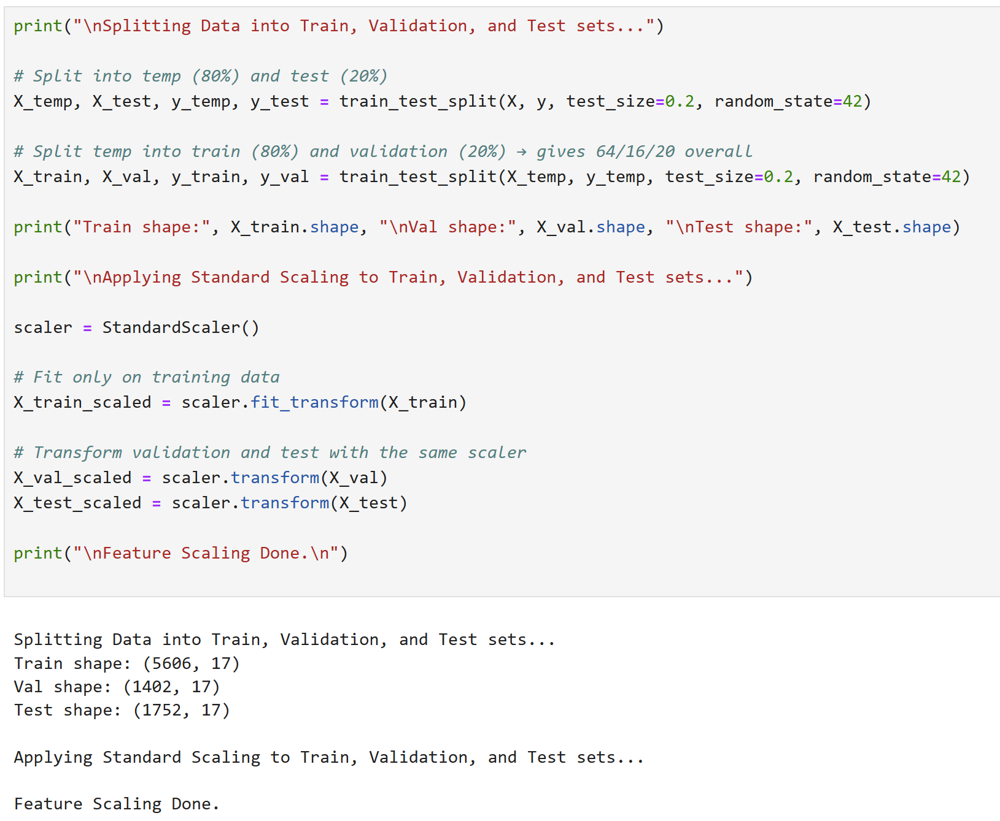 print("\nSplitting Data into Train, Validation, and Test sets...")
# Split into temp (80%) and test (20%)
X_temp, X_test, y_temp, y_test = train_test_split(X, y, test_size=0.2, random_state=42)
# Split temp into train (80%) and validation (20%) → gives 64/16/20 overall
X_train, X_val, y_train, y_val = train_test_split(X_temp, y_temp, test_size=0.2, random_state=42)
print("Train shape:", X_train.shape, "\nVal shape:", X_val.shape, "\nTest shape:", X_test.shape)
print("\nApplying Standard Scaling to Train, Validation, and Test sets...")
scaler = StandardScaler()
# Fit only on training data
X_train_scaled = scaler.fit_transform(X_train)
# Transform validation and test with the same scaler
X_val_scaled = scaler.transform(X_val)
X_test_scaled = scaler.transform(X_test)
print("\nFeature Scaling Done.\n")
Splitting Data into Train, Validation, and Test sets...
Train shape: (5606, 17)
Val shape: (1402, 17)
Test shape: (1752, 17)
Applying Standard Scaling to Train, Validation, and Test sets...
Feature Scaling Done.